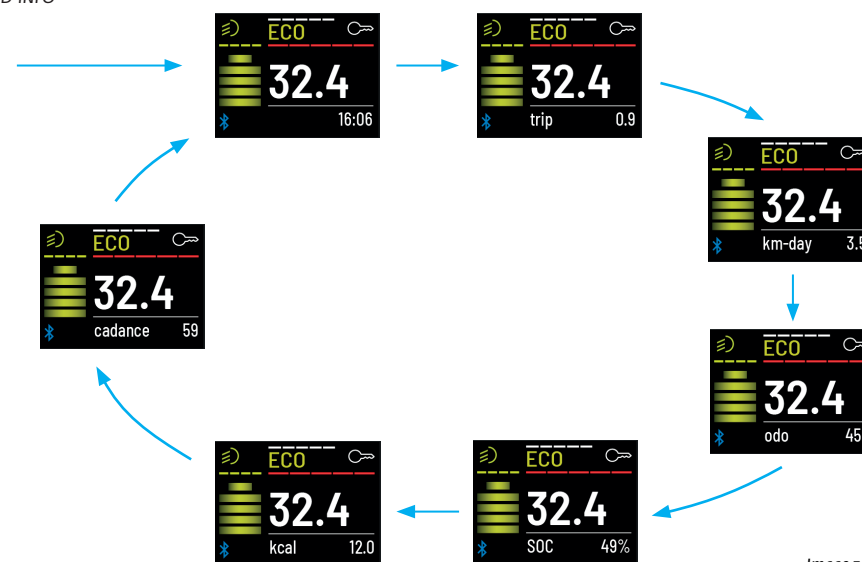 D INFO
ECO
32.4
16:06
ECO
32.4
trip 0.9
ECO
32.4
km-day 3.5
ECO
32.4
odo 45
ECO
32.4
SOC 49%
ECO
32.4
kcal 12.0
ECO
32.4
cadance 59